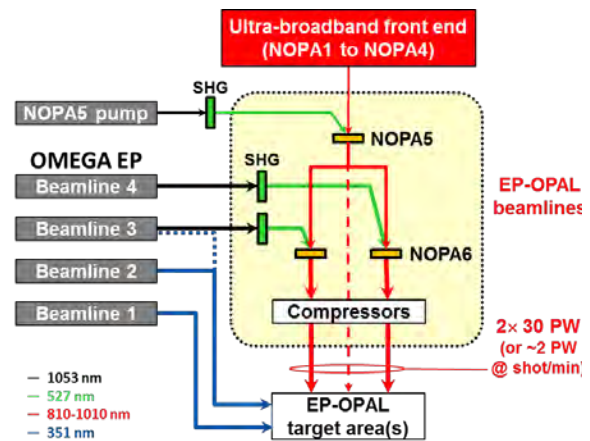 Ultra-broadband front end
(NOPA1 to NOPA4)
SHG
NOPA5 pump
NOPA5
OMEGA EP
SHG
Beamline 4
EP-OPAL
beamlines
Beamline 3
NOPA6
Beamline 2
Beamline 1
Compressors
2× 30 PW
(or ~2 PW
@ shot/min)
— 1053 nm
— 527 nm
— 810-1010 nm
— 351 nm
EP-OPAL
target area(s)